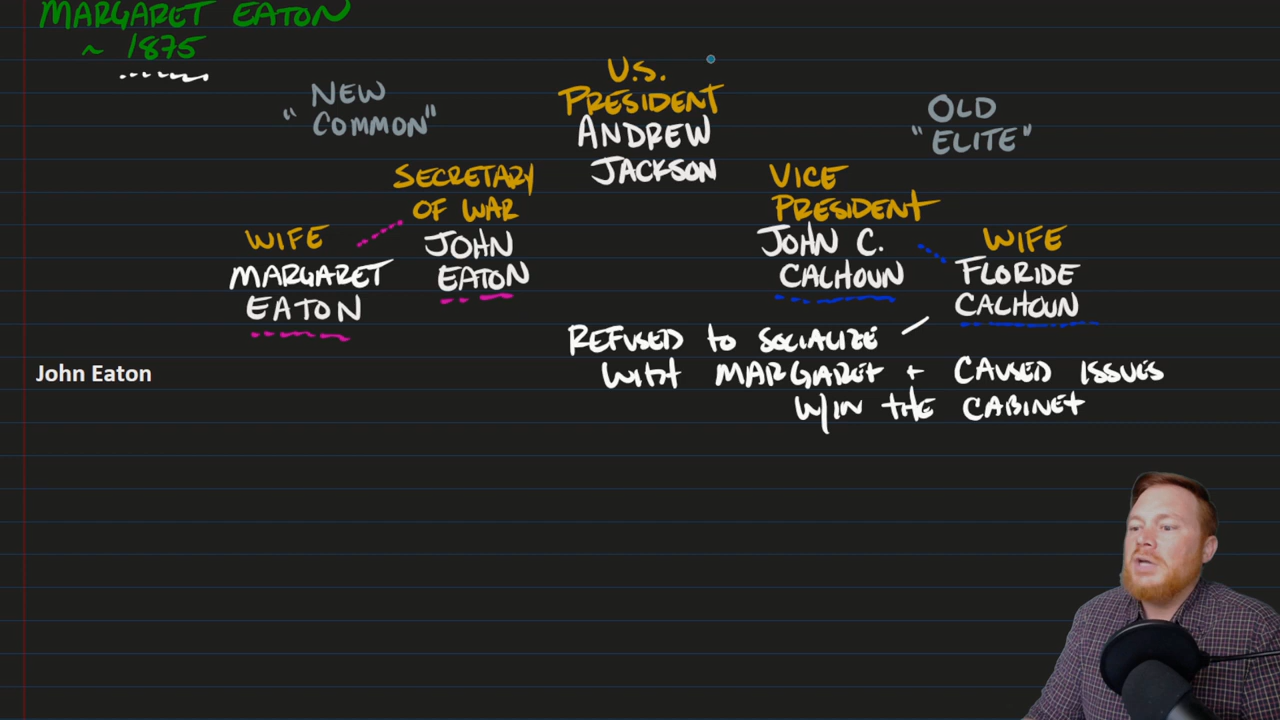 MARGARET EATON
~ 1875
NEW
"COMMON"
U.S.
PRESIDENT
ANDREW
JACKSON
OLD
"ELITE"
SECRETARY
OF WAR
JOHN
EATON
WIFE
MARGARET
EATON
VICE
PRESIDENT
JOHN C.
CALHOUN
WIFE
FLORIDE
CALHOUN
REFUSED to SOCIALIZE
WITH MARGARET + CAUSED ISSUES
W/IN tHE CABINET
John Eaton